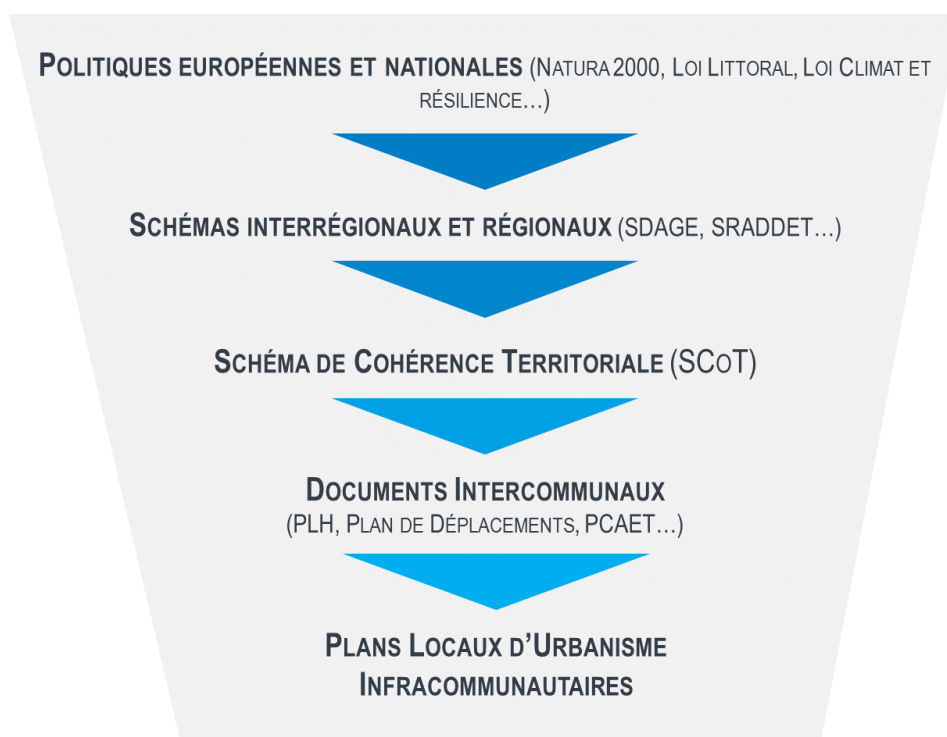 POLITIQUES EUROPÉENNES ET NATIONALES (NATURA 2000, LOI LITTORAL, LOI CLIMAT ET
RÉSILIENCE…)
SCHÉMAS INTERRÉGIONAUX ET RÉGIONAUX (SDAGE, SRADDET…)
SCHÉMA DE COHÉRENCE TERRITORIALE (SCOT)
DOCUMENTS INTERCOMMUNAUX
(PLH, PLAN DE DÉPLACEMENTS, PCAET…)
PLANS LOCAUX D’URBANISME
INFRACOMMUNAUTAIRES